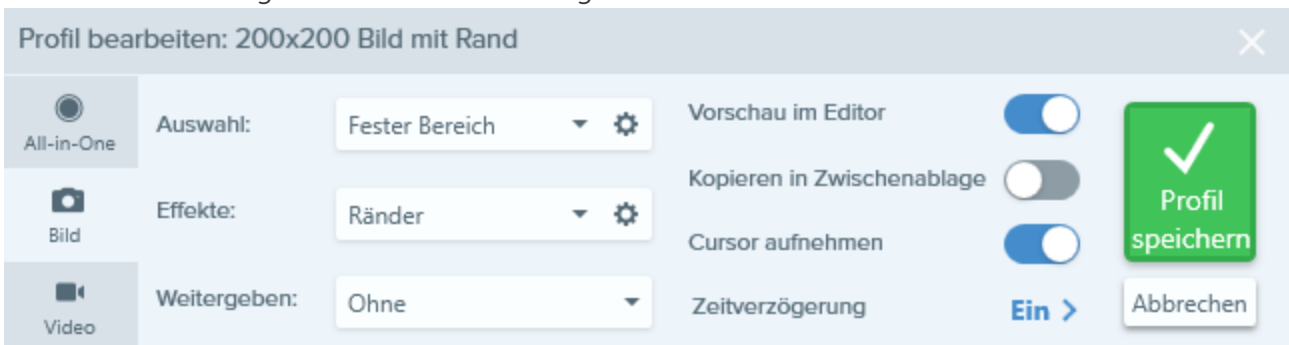 Profil bearbeiten: 200x200 Bild mit Rand
All-in-One
Bild
Video
Auswahl:
Fester Bereich
Effekte:
Ränder
Weitergeben:
Ohne
Vorschau im Editor
Kopieren in Zwischenablage
Cursor aufnehmen
Zeitverzögerung
Ein >
Profil
speichern
Abbrechen